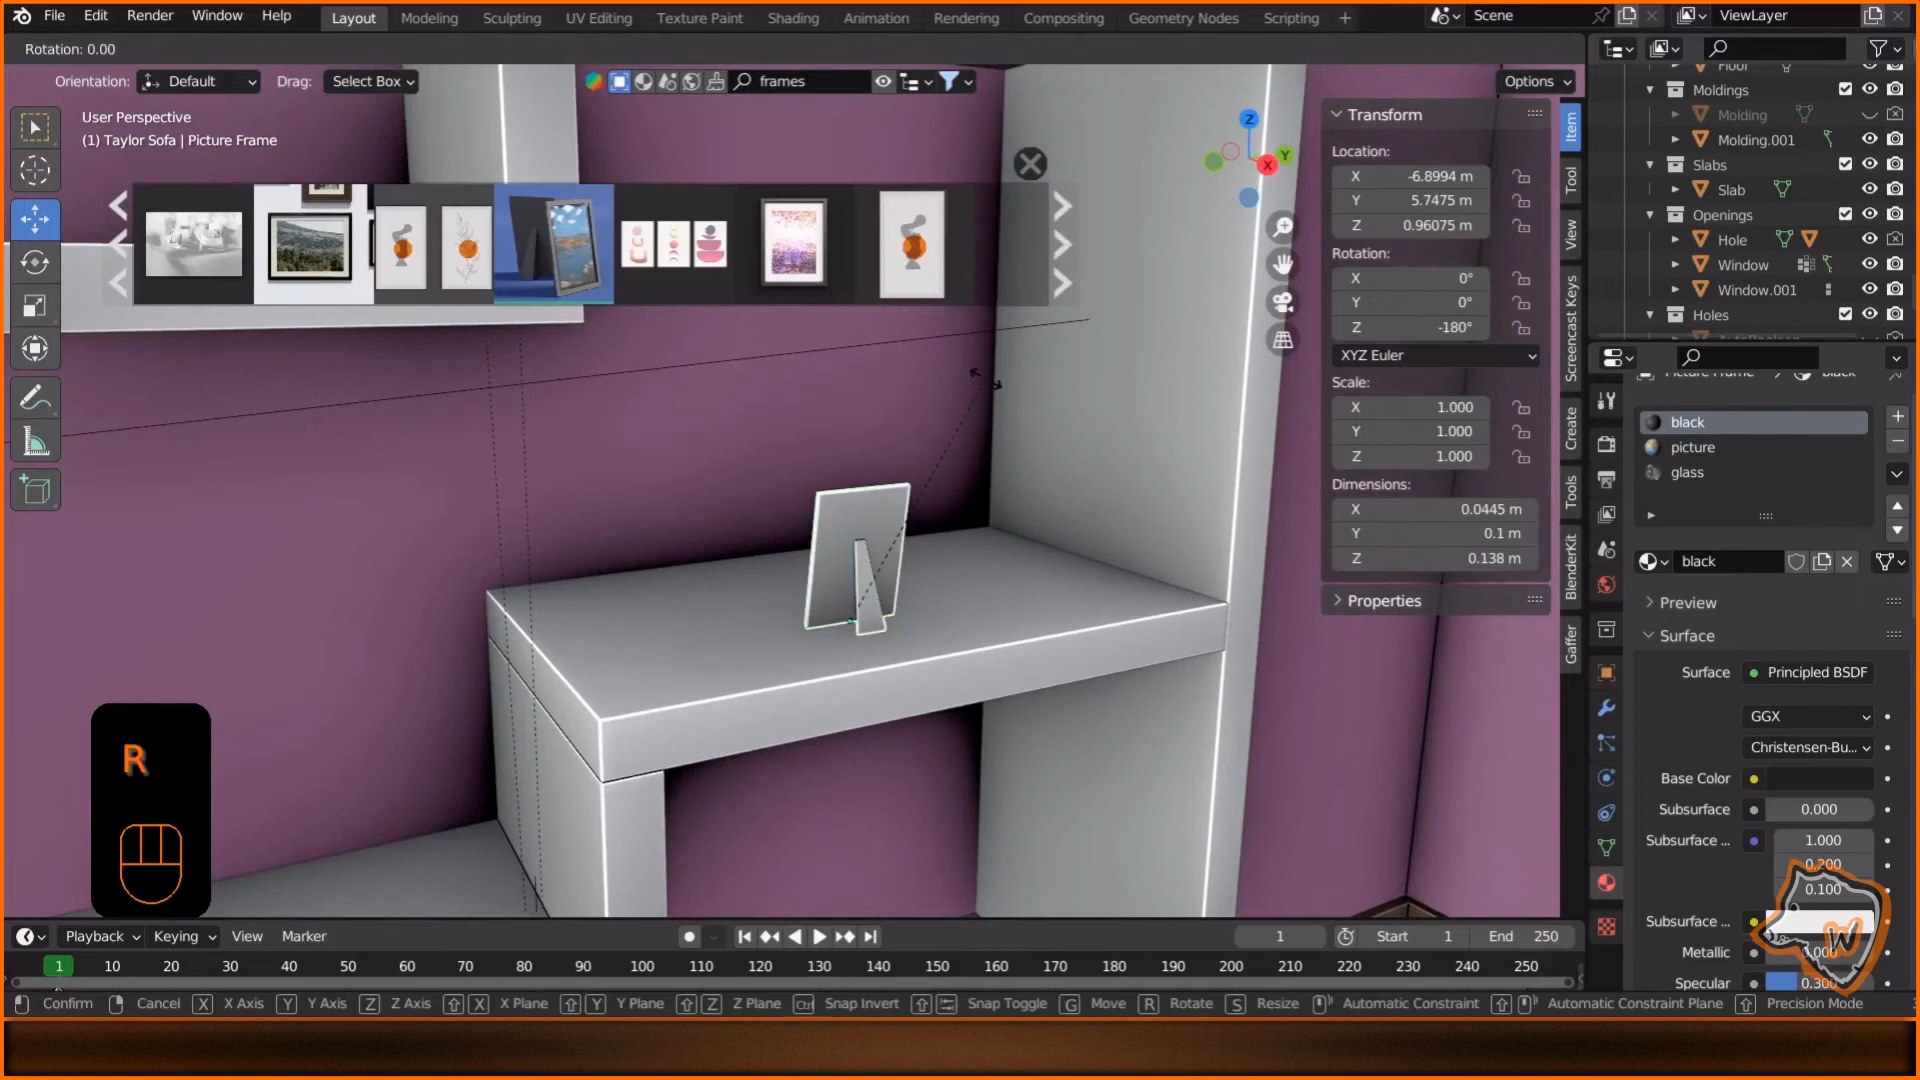 File Edit Render Window Help Layout Modeling Sculpting UV Editing Texture Paint Shading Animation Rendering Compositing Geometry Nodes Scripting + Scene ViewLayer
Rotation: 0.00
Orientation: Default Drag: Select Box frames Options
User Perspective
(1) Taylor Sofa | Picture Frame
Z
Y
X
Transform
Location:
X -6.8994 m
Y 5.7475 m
Z 0.96075 m
Rotation:
X 0°
Y 0°
Z -180°
XYZ Euler
Scale:
X 1.000
Y 1.000
Z 1.000
Dimensions:
X 0.0445 m
Y 0.1 m
Z 0.138 m
Properties
Item
Tool
View
Screencast Keys
Create
Tools
BlenderKit
Gaffer
Floor
Moldings
Molding
Molding.001
Slabs
Slab
Openings
Hole
Window
Window.001
Holes
Picture Frame black
black
picture
glass
black
Preview
Surface
Surface Principled BSDF
GGX
Christensen-Bu...
Base Color
Subsurface 0.000
Subsurface ... 1.000
0.200
0.100
Subsurface ...
Metallic
Specular
R
W
Playback Keying View Marker 1 Start 1 End 250
1 10 20 30 40 50 60 70 80 90 100 110 120 130 140 150 160 170 180 190 200 210 220 230 240 250
Confirm Cancel X X Axis Y Y Axis Z Z Axis X X Plane Y Y Plane Z Z Plane Ctrl Snap Invert Snap Toggle G Move R Rotate S Resize Automatic Constraint Automatic Constraint Plane Precision Mode